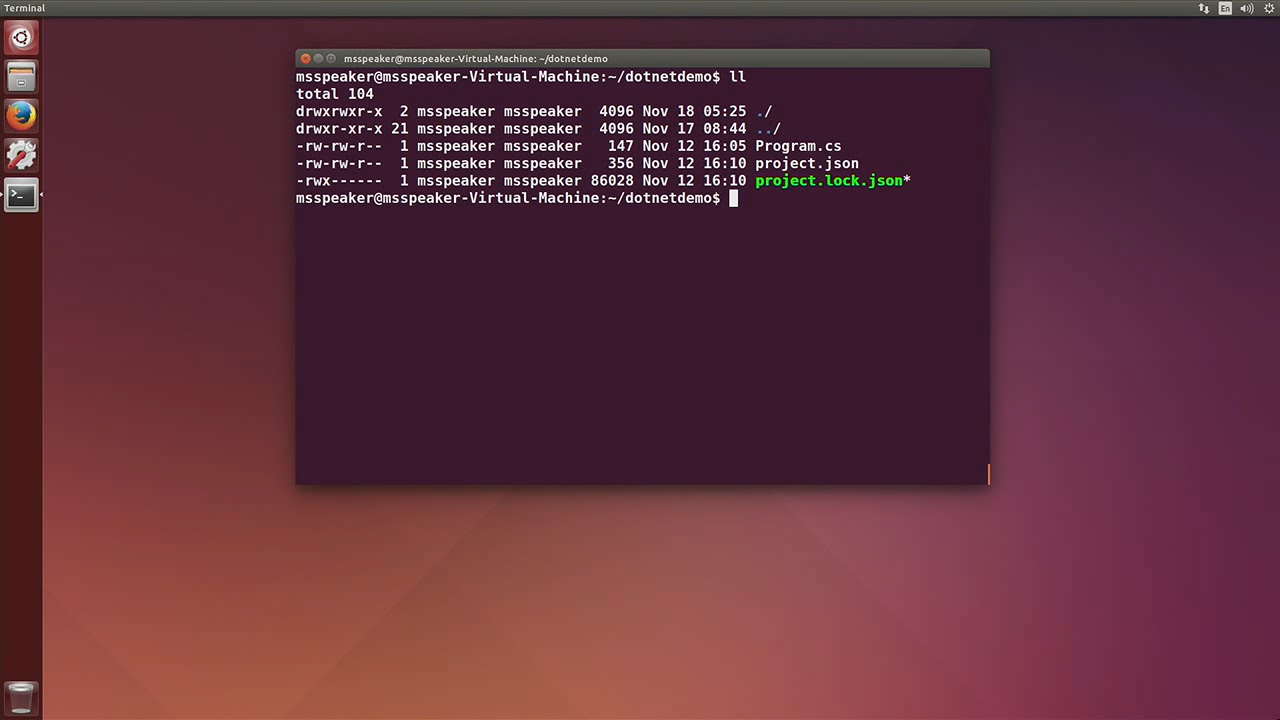 Terminal
En
msspeaker@msspeaker-Virtual-Machine: ~/dotnetdemo
msspeaker@msspeaker-Virtual-Machine:~/dotnetdemo$ ll
total 104
drwxrwxr-x  2 msspeaker msspeaker  4096 Nov 18 05:25 ./
drwxr-xr-x 21 msspeaker msspeaker  4096 Nov 17 08:44 ../
-rw-rw-r--  1 msspeaker msspeaker   147 Nov 12 16:05 Program.cs
-rw-rw-r--  1 msspeaker msspeaker   356 Nov 12 16:10 project.json
-rwx------  1 msspeaker msspeaker 86028 Nov 12 16:10 project.lock.json*
msspeaker@msspeaker-Virtual-Machine:~/dotnetdemo$